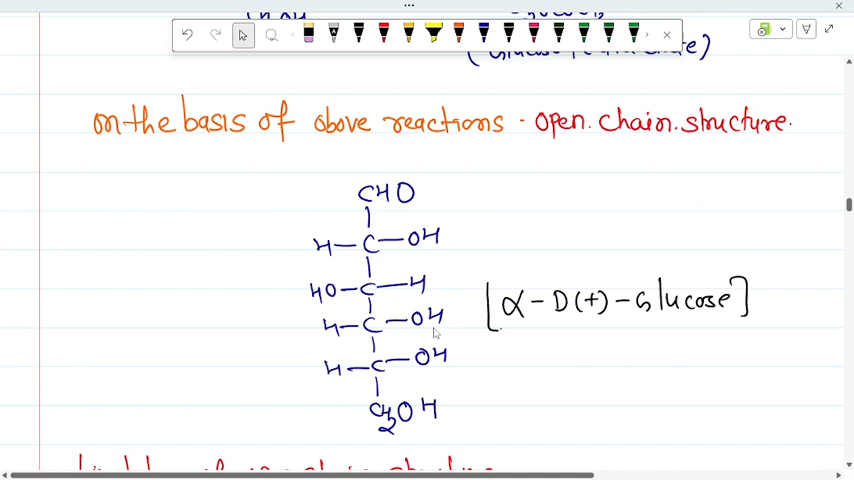 on the basis of above reactions - open.chain.structure.
CHO
H-C-OH
HO-C-H
[α-D(+)-Glucose]
H-C-OH
H-C-OH
CH2OH